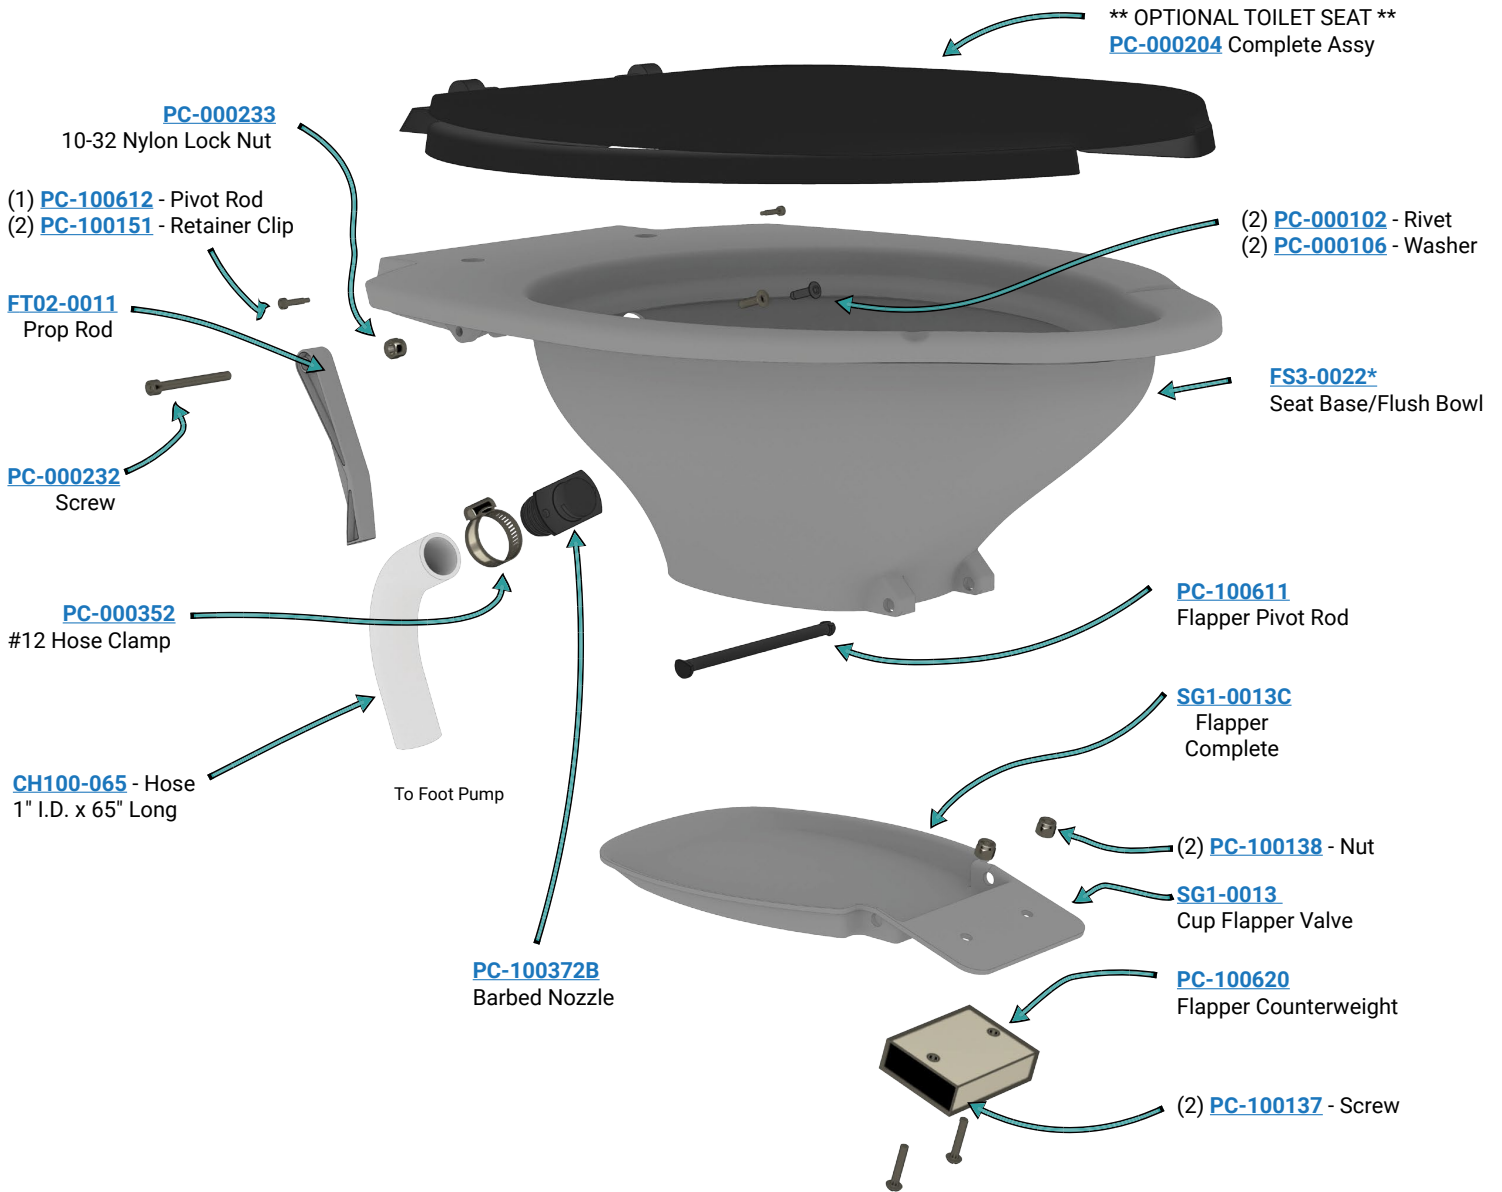 ** OPTIONAL TOILET SEAT **
PC-000204 Complete Assy
PC-000233
10-32 Nylon Lock Nut
(1) PC-100612 - Pivot Rod
(2) PC-100151 - Retainer Clip
(2) PC-000102 - Rivet
(2) PC-000106 - Washer
FT02-0011
Prop Rod
FS3-0022*
Seat Base/Flush Bowl
PC-000232
Screw
PC-000352
#12 Hose Clamp
PC-100611
Flapper Pivot Rod
SG1-0013C
Flapper
Complete
CH100-065 - Hose
1" I.D. x 65" Long
To Foot Pump
(2) PC-100138 - Nut
SG1-0013
Cup Flapper Valve
PC-100372B
Barbed Nozzle
PC-100620
Flapper Counterweight
(2) PC-100137 - Screw